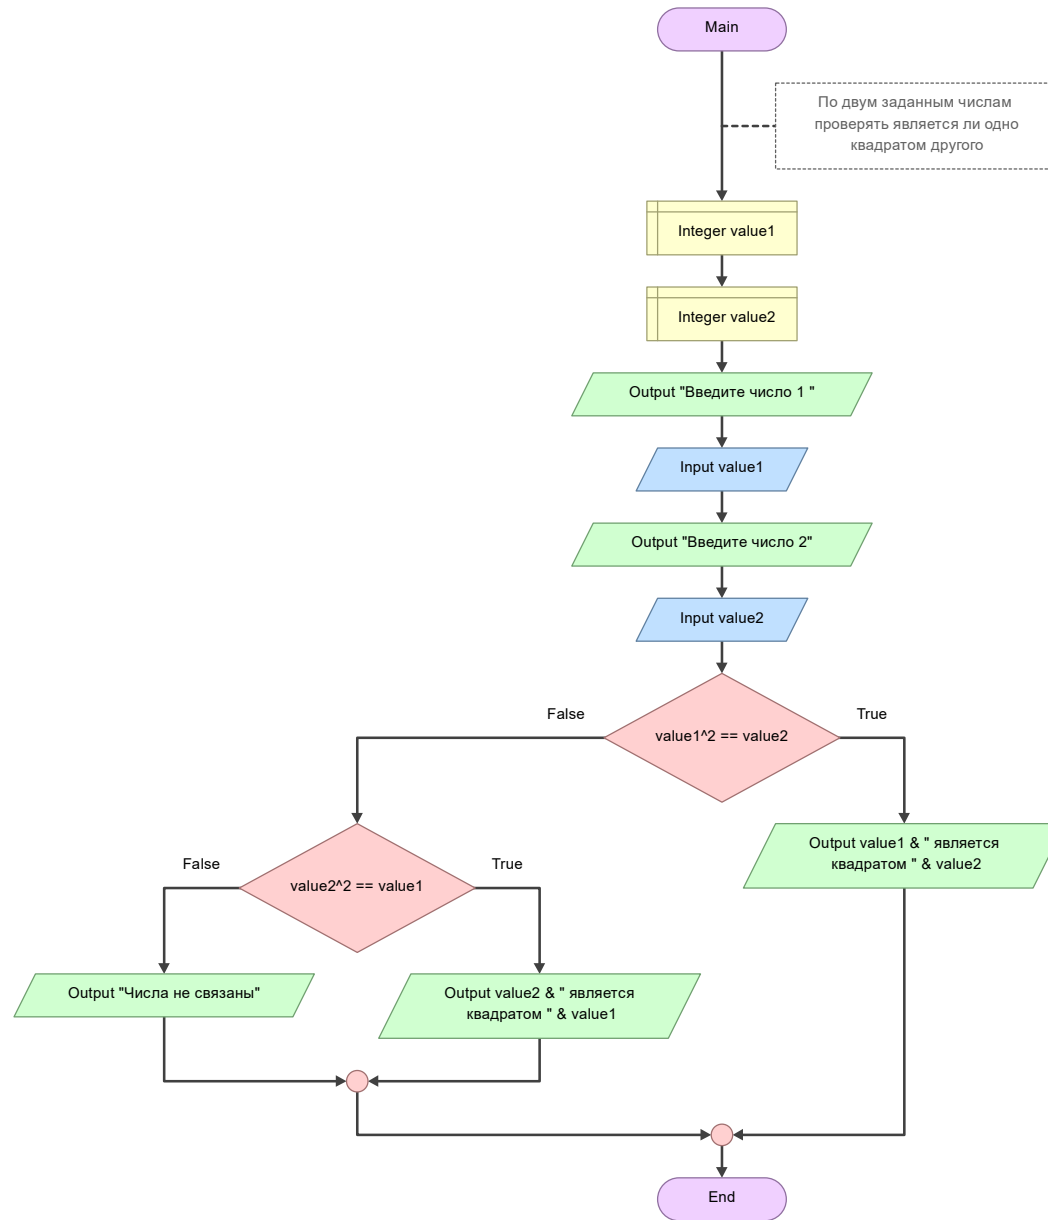 Main
По двум заданным числам
проверять является ли одно
квадратом другого
Integer value1
Integer value2
Output "Введите число 1 "
Input value1
Output "Введите число 2"
Input value2
False
True
value1^2 == value2
Output value1 & " является
квадратом " & value2
False
True
value2^2 == value1
Output "Числа не связаны"
Output value2 & " является
квадратом " & value1
End